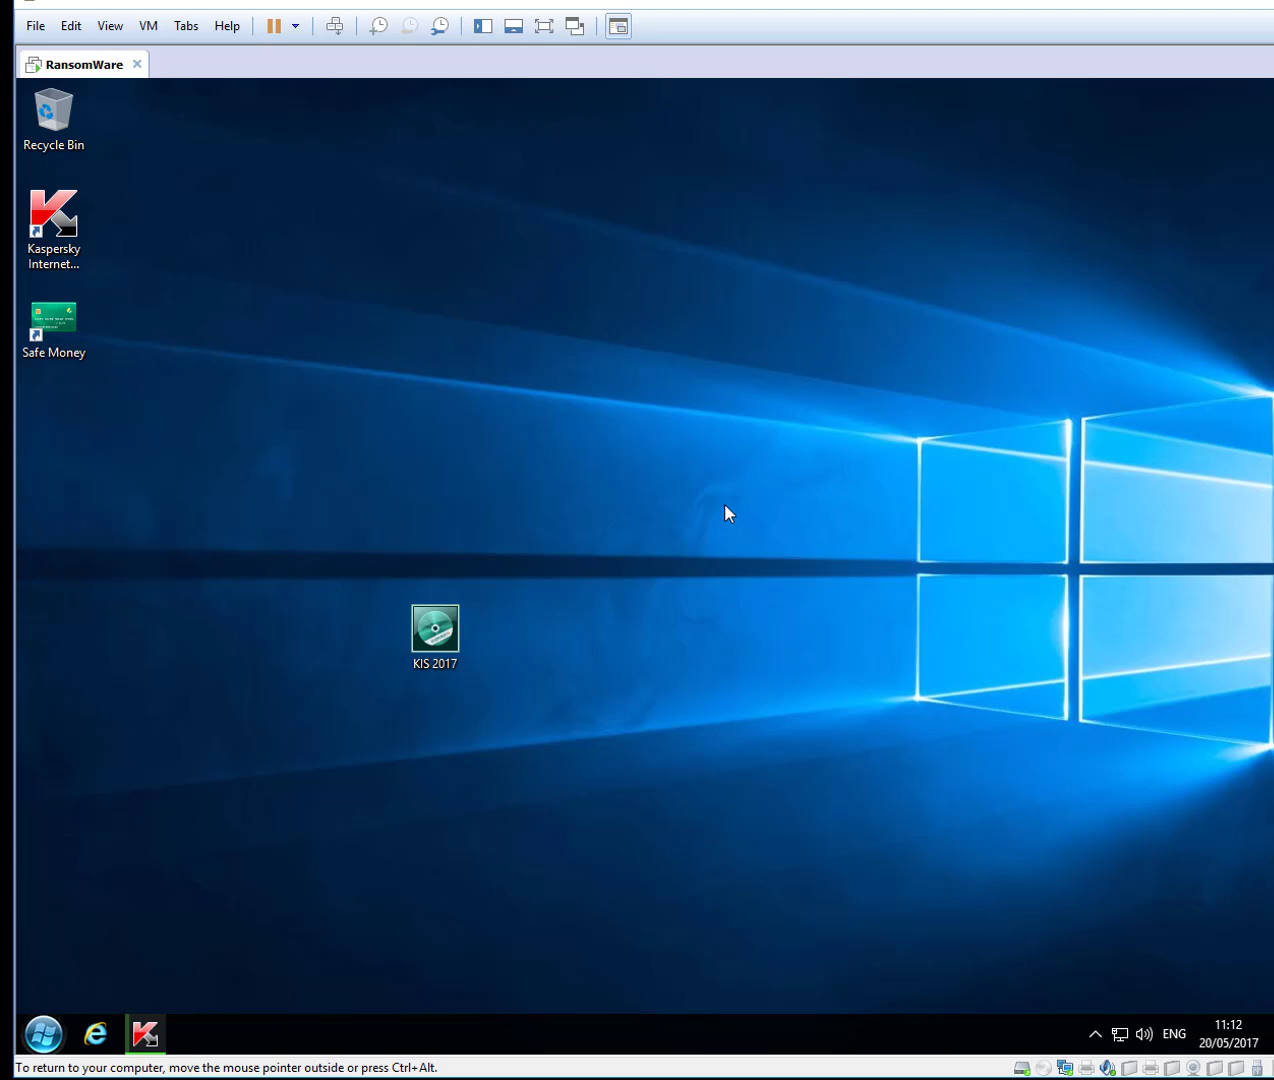 File Edit View VM Tabs Help
RansomWare
Recycle Bin
Kaspersky
Internet...
Safe Money
KIS 2017
ENG
11:12
20/05/2017
To return to your computer, move the mouse pointer outside or press Ctrl+Alt.